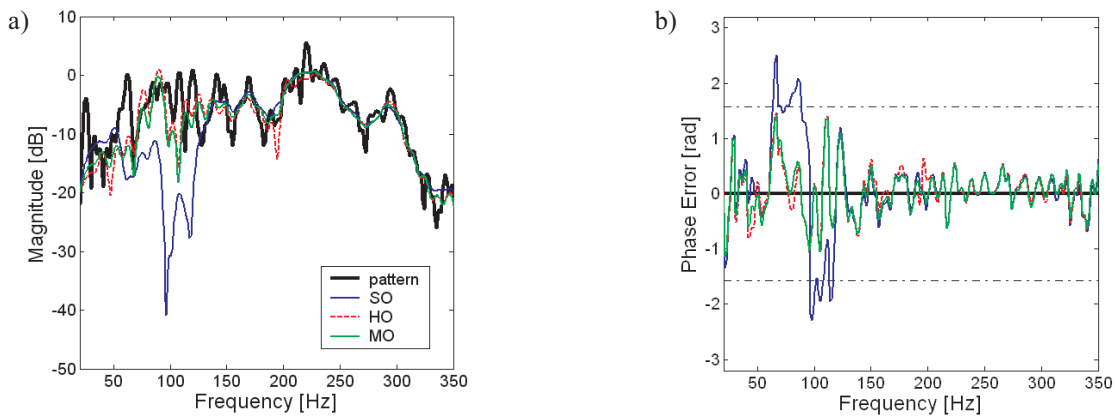 a)
10
0
-10
-20
-30
-40
-50
Magnitude [dB]
50 100 150 200 250 300 350
Frequency [Hz]
pattern
SO
HO
MO
b)
3
2
1
0
-1
-2
-3
Phase Error [rad]
50 100 150 200 250 300 350
Frequency [Hz]